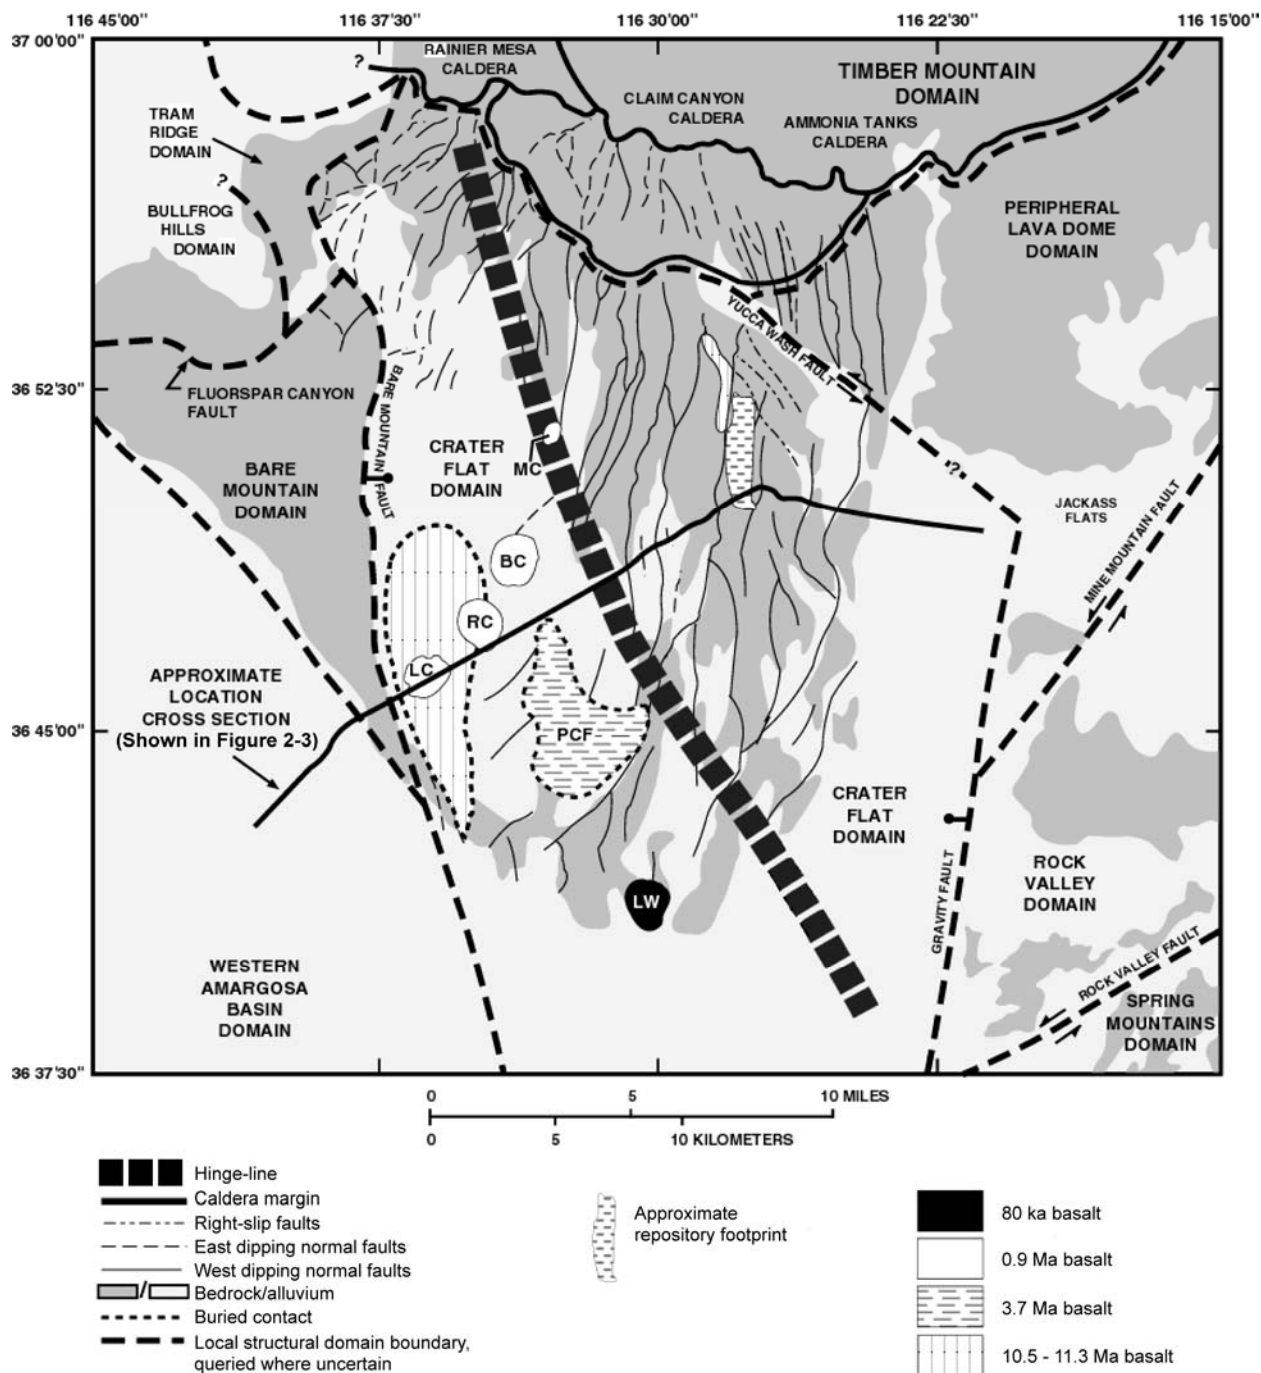 116 45'00"
116 37'30"
116 30'00"
116 22'30"
116 15'00"
37 00'00"
?
RAINIER MESA
CALDERA
TIMBER MOUNTAIN
DOMAIN
CLAIM CANYON
CALDERA
AMMONIA TANKS
CALDERA
TRAM
RIDGE
DOMAIN
?
BULLFROG
HILLS
DOMAIN
PERIPHERAL
LAVA DOME
DOMAIN
YUCCA WASH FAULT
36 52'30"
FLUORSPAR CANYON
FAULT
BARE MOUNTAIN FAULT
CRATER
FLAT
DOMAIN
MC
BARE
MOUNTAIN
DOMAIN
?
JACKASS
FLATS
MINE MOUNTAIN FAULT
BC
RC
LC
APPROXIMATE
LOCATION
CROSS SECTION
(Shown in Figure 2-3)
36 45'00"
PCF
CRATER
FLAT
DOMAIN
GRAVITY FAULT
ROCK
VALLEY
DOMAIN
LW
ROCK VALLEY FAULT
WESTERN
AMARGOSA
BASIN
DOMAIN
SPRING
MOUNTAINS
DOMAIN
36 37'30"
0 5 10 MILES
0 5 10 KILOMETERS
Hinge-line
Caldera margin
Right-slip faults
East dipping normal faults
West dipping normal faults
/ Bedrock/alluvium
Buried contact
Local structural domain boundary,
queried where uncertain
Approximate
repository footprint
80 ka basalt
0.9 Ma basalt
3.7 Ma basalt
10.5 - 11.3 Ma basalt